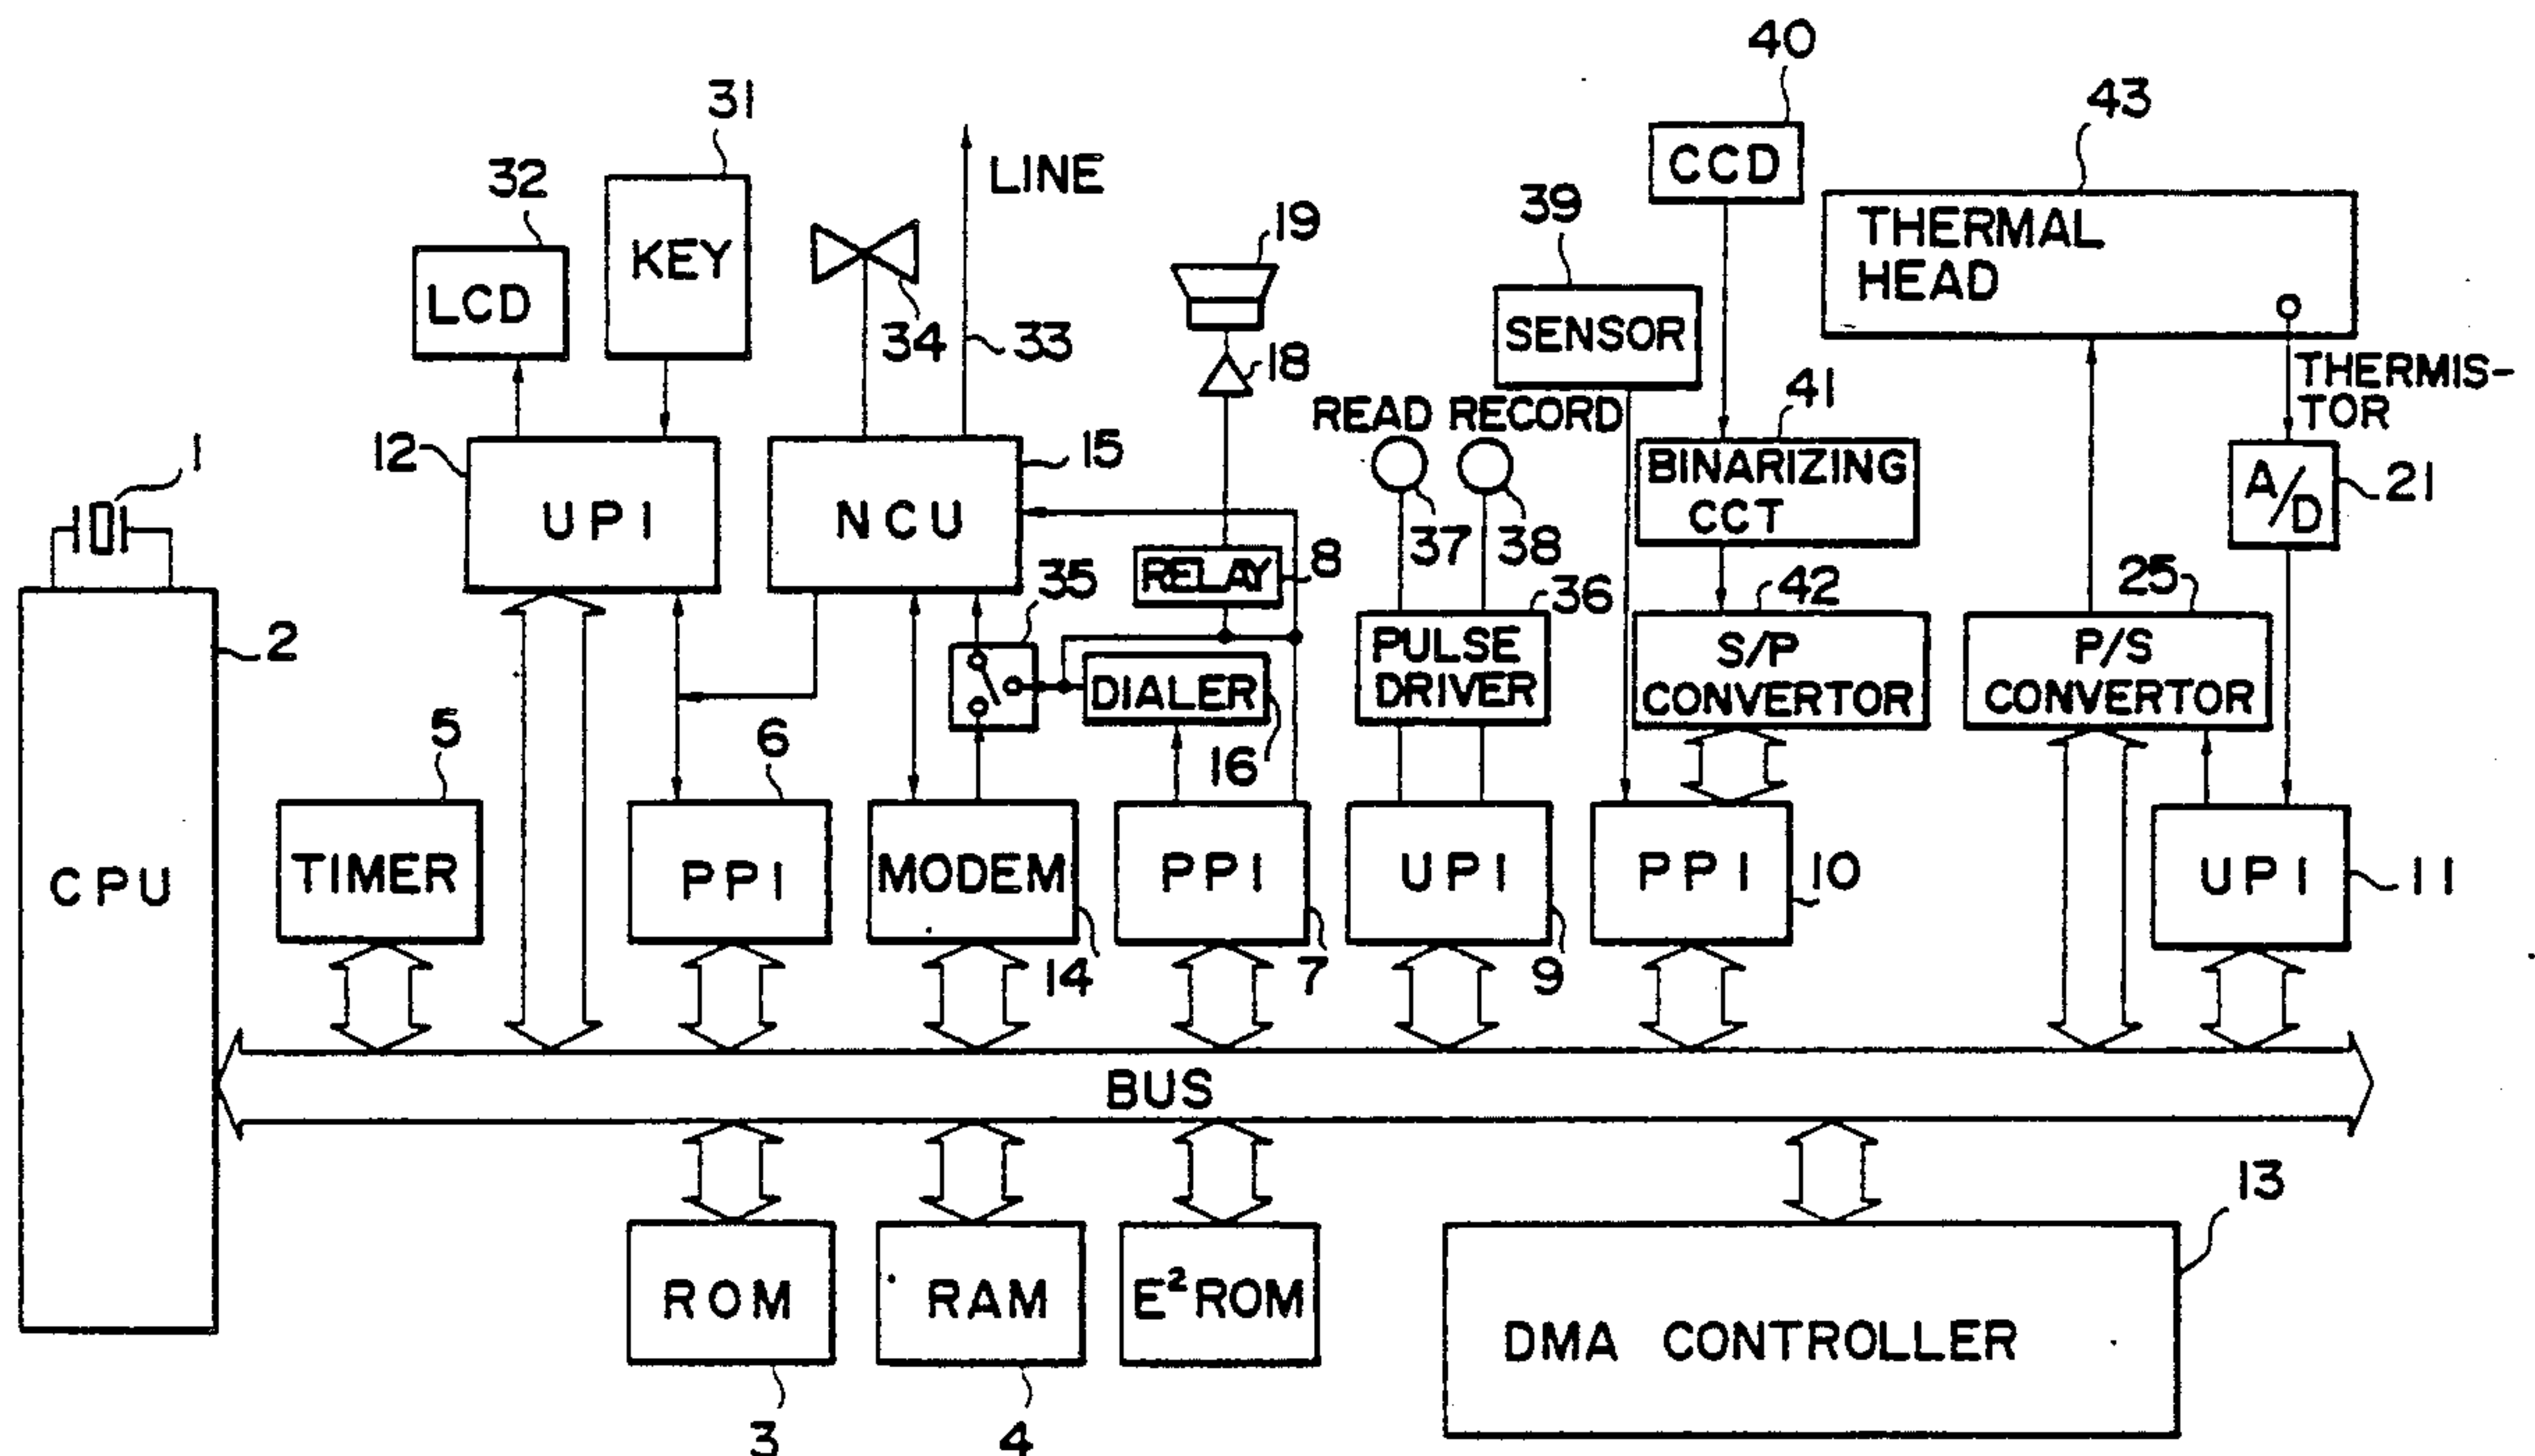 40
31
43
LINE
CCD
32
39
19
THERMAL
HEAD
KEY
LCD
34
33
SENSOR
18
THERMIS-
TOR
READ RECORD
41
12
15
1
BINARIZING
CCT
A/D
21
UPI
NCU
37
38
RELAY
8
35
36
42
25
2
PULSE
DRIVER
S/P
CONVERTOR
P/S
CONVERTOR
DIALER
5
6
16
CPU
TIMER
PPI
MODEM
PPI
UPI
PPI
10
UPI
11
14
7
9
BUS
13
ROM
RAM
E²ROM
DMA CONTROLLER
3
4